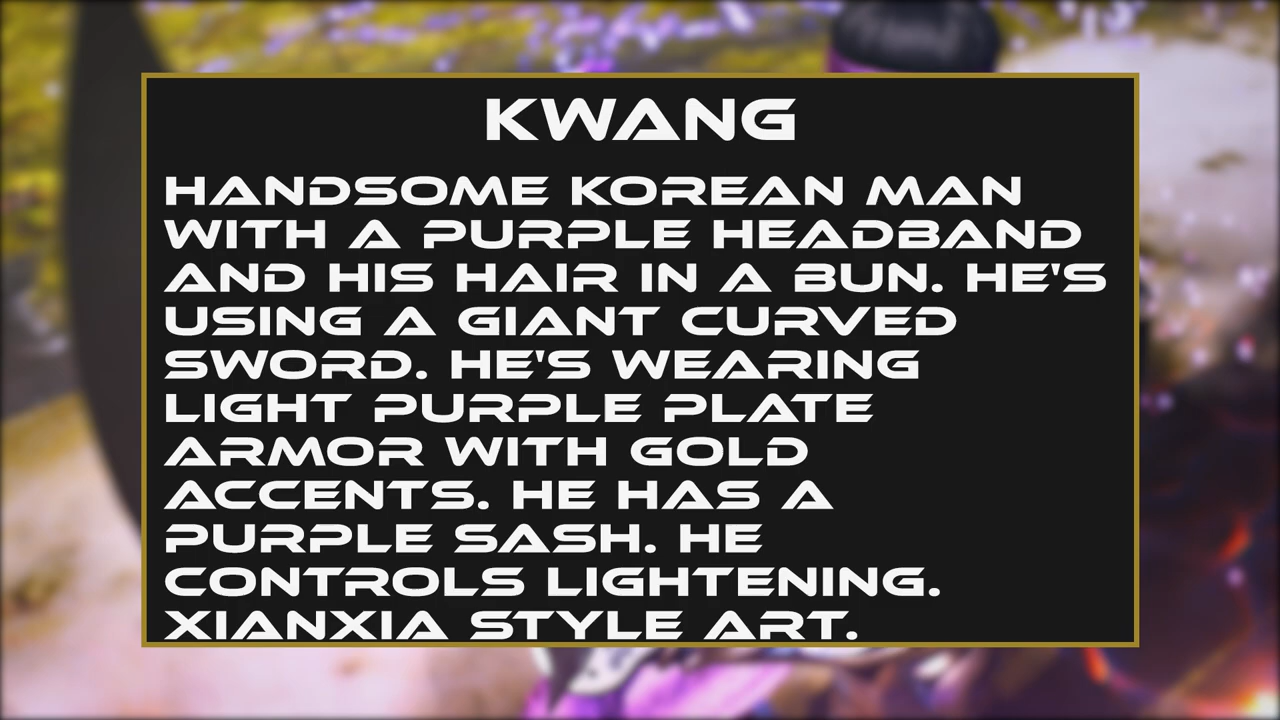 KWANG
HANDSOME KOREAN MAN
WITH A PURPLE HEADBAND
AND HIS HAIR IN A BUN. HE'S
USING A GIANT CURVED
SWORD. HE'S WEARING
LIGHT PURPLE PLATE
ARMOR WITH GOLD
ACCENTS. HE HAS A
PURPLE SASH. HE
CONTROLS LIGHTENING.
XIANXIA STYLE ART.